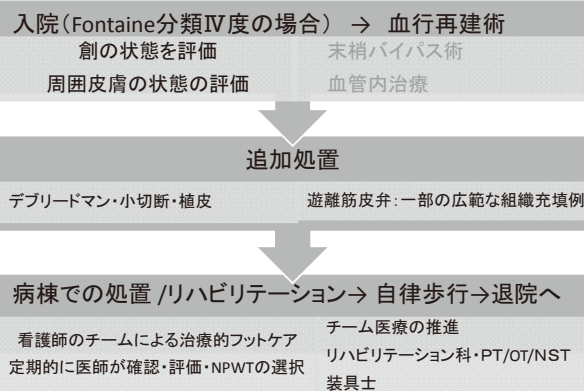 入院(Fontaine分類Ⅳ度の場合) → 血行再建術
創の状態を評価
周囲皮膚の状態の評価
末梢バイパス術
血管内治療
追加処置
デブリードマン・小切断・植皮
遊離筋皮弁:一部の広範な組織充填例
病棟での処置 /リハビリテーション→ 自律歩行→退院へ
看護師のチームによる治療的フットケア
定期的に医師が確認・評価・NPWTの選択
チーム医療の推進
リハビリテーション科・PT/OT/NST
装具士